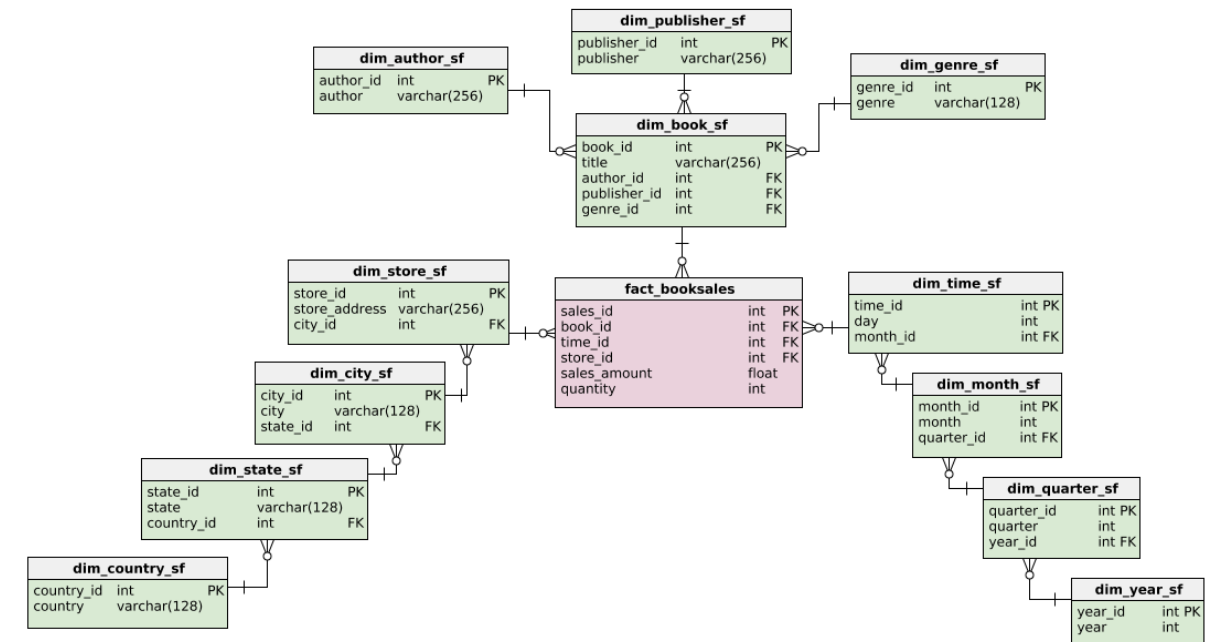 dim_publisher_sf
publisher_id int PK
publisher varchar(256)
dim_author_sf
author_id int PK
author varchar(256)
dim_genre_sf
genre_id int PK
genre varchar(128)
dim_book_sf
book_id int PK
title varchar(256)
author_id int FK
publisher_id int FK
genre_id int FK
dim_store_sf
store_id int PK
store_address varchar(256)
city_id int FK
fact_booksales
sales_id int PK
book_id int FK
time_id int FK
store_id int FK
sales_amount float
quantity int
dim_time_sf
time_id int PK
day int
month_id int FK
dim_city_sf
city_id int PK
city varchar(128)
state_id int FK
dim_month_sf
month_id int PK
month int
quarter_id int FK
dim_state_sf
state_id int PK
state varchar(128)
country_id int FK
dim_quarter_sf
quarter_id int PK
quarter int
year_id int FK
dim_country_sf
country_id int PK
country varchar(128)
dim_year_sf
year_id int PK
year int